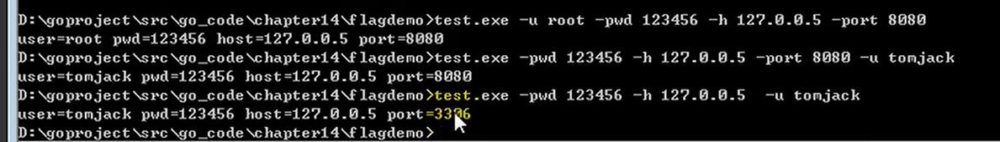 D:\goproject\src\go_code\chapter14\flagdemo>test.exe -u root -pwd 123456 -h 127.0.0.5 -port 8080
user=root pwd=123456 host=127.0.0.5 port=8080
D:\goproject\src\go_code\chapter14\flagdemo>test.exe -pwd 123456 -h 127.0.0.5 -port 8080 -u tomjack
user=tomjack pwd=123456 host=127.0.0.5 port=8080
D:\goproject\src\go_code\chapter14\flagdemo>test.exe -pwd 123456 -h 127.0.0.5  -u tomjack
user=tomjack pwd=123456 host=127.0.0.5 port=3306
D:\goproject\src\go_code\chapter14\flagdemo>